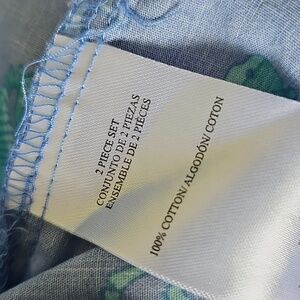 2 PIECE SET
CONJUNTO DE 2 PIEZAS
ENSEMBLE DE 2 PIÈCES
100% COTTON/ ALGODÓN/ COTON